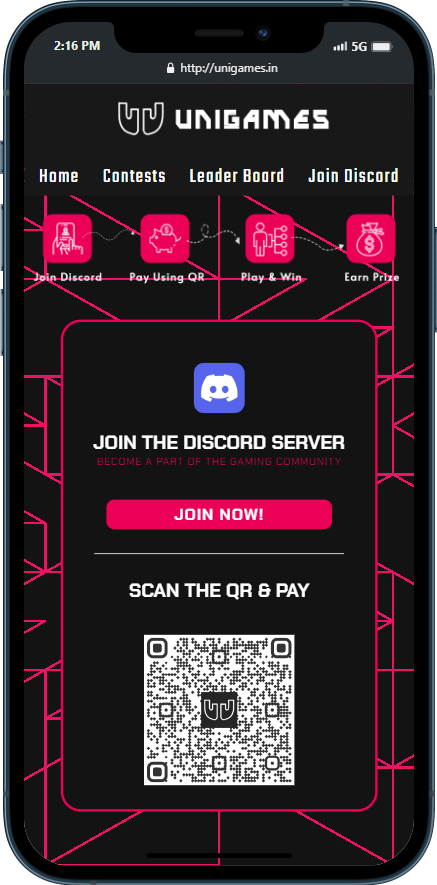 2:16 PM 5G
http://unigames.in
UNIGAMES
Home Contests Leader Board Join Discord
Join Discord Pay Using QR Play & Win Earn Prize
JOIN THE DISCORD SERVER
BECOME A PART OF THE GAMING COMMUNITY
JOIN NOW!
SCAN THE QR & PAY